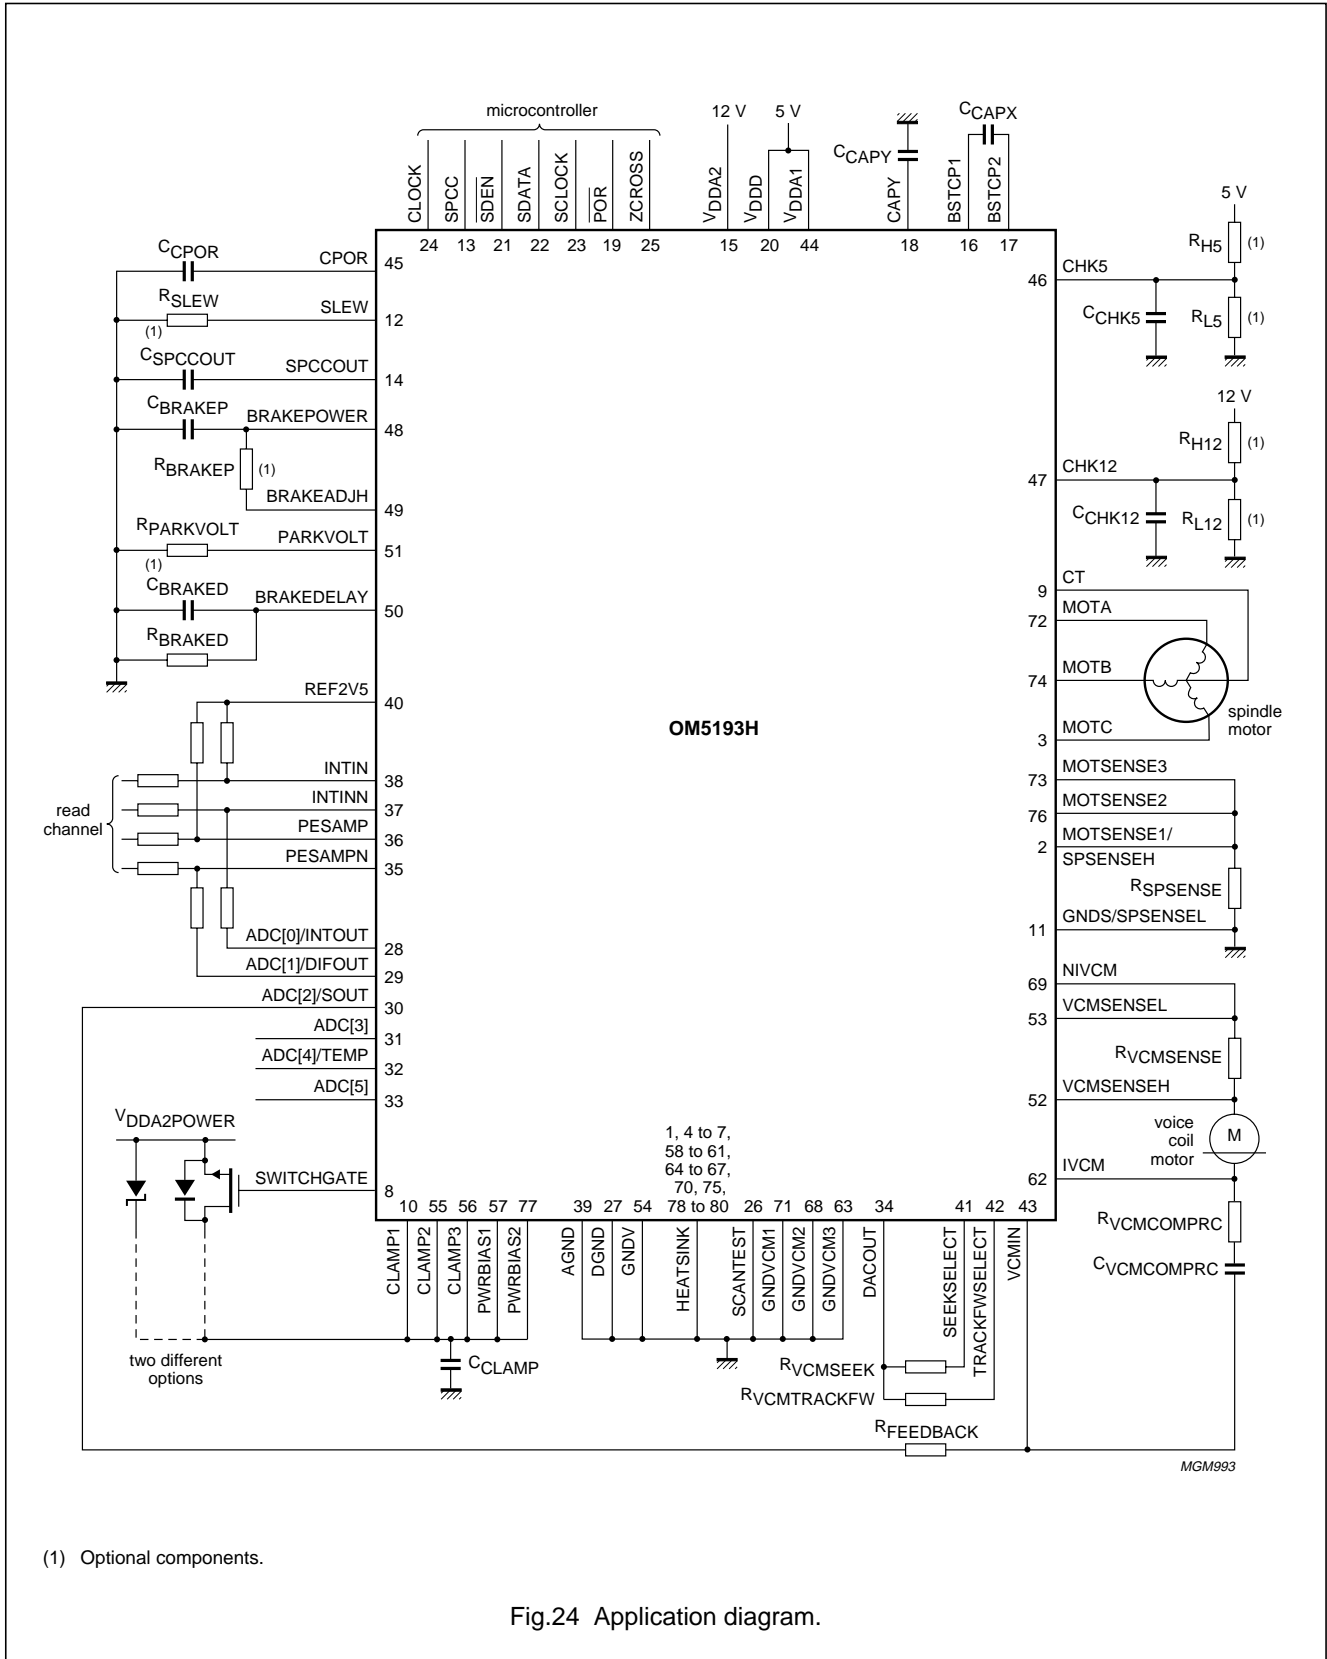 microcontroller
12 V
5 V
CCAPX
CCAPY
CLOCK
SPCC
SDEN
SDATA
SCLOCK
POR
ZCROSS
VDDA2
VDDD
VDDA1
CAPY
BSTCP1
BSTCP2
24 13 21 22 23 19 25 15 20 44 18 16 17
CCPOR
CPOR
45
RSLEW
(1)
SLEW
12
CSPCCOUT
SPCCOUT
14
CBRAKEP
BRAKEPOWER
48
RBRAKEP
(1)
BRAKEADJH
49
RPARKVOLT
(1)
PARKVOLT
51
CBRAKED
BRAKEDELAY
50
RBRAKED
REF2V5
40
read
channel
INTIN
38
INTINN
37
PESAMP
36
PESAMPN
35
ADC[0]/INTOUT
28
ADC[1]/DIFOUT
29
ADC[2]/SOUT
30
ADC[3]
31
ADC[4]/TEMP
32
ADC[5]
33
VDDA2POWER
SWITCHGATE
8
two different
options
OM5193H
5 V
RH5
(1)
46
CHK5
CCHK5
RL5
(1)
12 V
RH12
(1)
47
CHK12
CCHK12
RL12
(1)
9
CT
72
MOTA
74
MOTB
3
MOTC
spindle
motor
73
MOTSENSE3
76
MOTSENSE2
2
MOTSENSE1/
SPSENSEH
RSPSENSE
11
GNDS/SPSENSEL
69
NIVCM
53
VCMSENSEL
RVCMSENSE
52
VCMSENSEH
voice
coil
motor
M
62
IVCM
RVCMCOMPRC
CVCMCOMPRC
1, 4 to 7,
58 to 61,
64 to 67,
70, 75,
78 to 80
10 55 56 57 77 39 27 54 26 71 68 63 34 41 42 43
CLAMP1
CLAMP2
CLAMP3
PWRBIAS1
PWRBIAS2
AGND
DGND
GNDV
HEATSINK
SCANTEST
GNDVCM1
GNDVCM2
GNDVCM3
DACOUT
SEEKSELECT
TRACKFWSELECT
VCMIN
CCLAMP
RVCMSEEK
RVCMTRACKFW
RFEEDBACK
MGM993
(1) Optional components.
Fig.24 Application diagram.